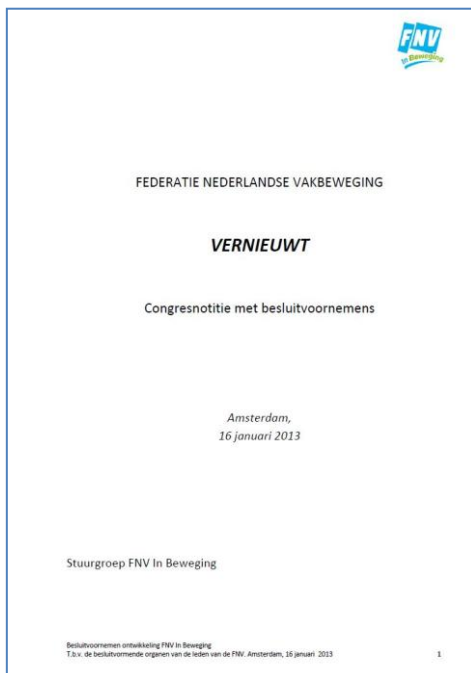 FNV
In Beweging
FEDERATIE NEDERLANDSE VAKBEWEGING
VERNIEUWT
Congresnotitie met besluitvoornemens
Amsterdam,
16 januari 2013
Stuurgroep FNV In Beweging
Besluitvoornemen ontwikkeling FNV In Beweging
T.b.v. de besluitvormende organen van de leden van de FNV. Amsterdam, 16 januari 2013 1